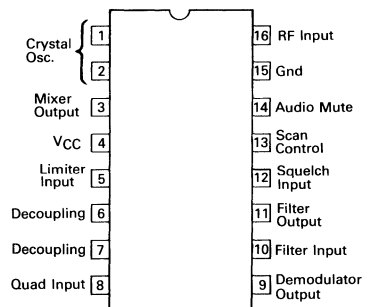 Crystal
Osc.
1
2
Mixer
Output
3
VCC
4
Limiter
Input
5
Decoupling
6
Decoupling
7
Quad Input
8
16
RF Input
15
Gnd
14
Audio Mute
13
Scan
Control
12
Squelch
Input
11
Filter
Output
10
Filter Input
9
Demodulator
Output